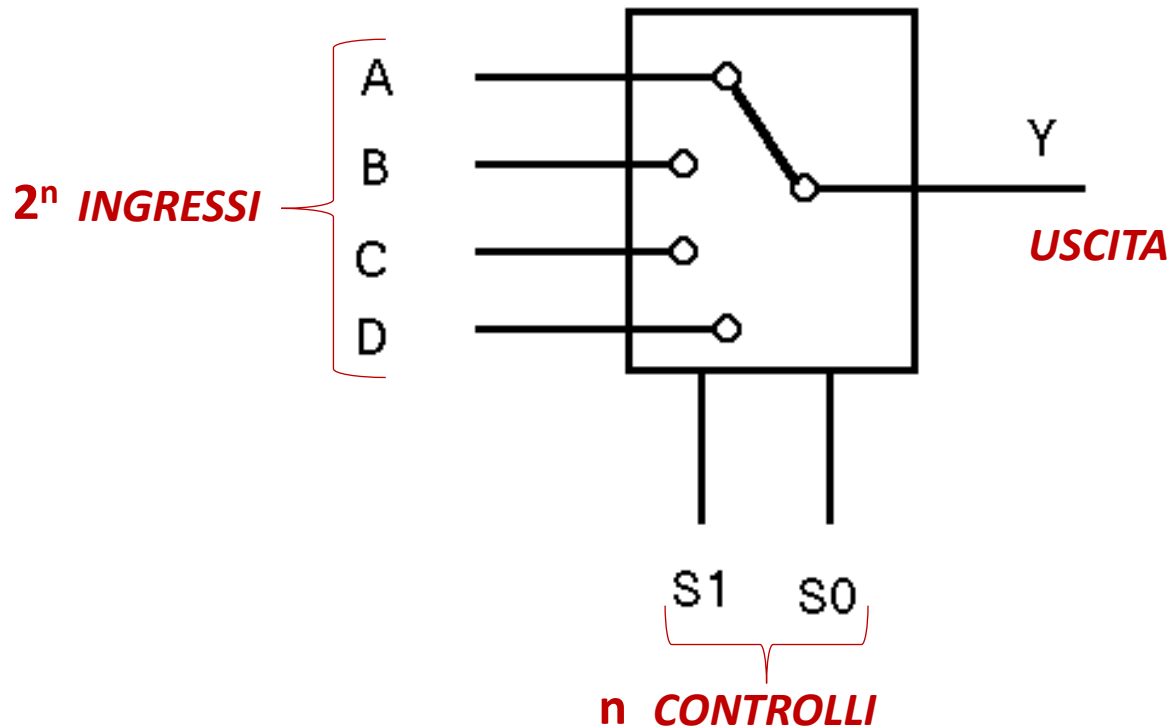 A
B
C
D
2ⁿ INGRESSI
Y
USCITA
S1 S0
n CONTROLLI